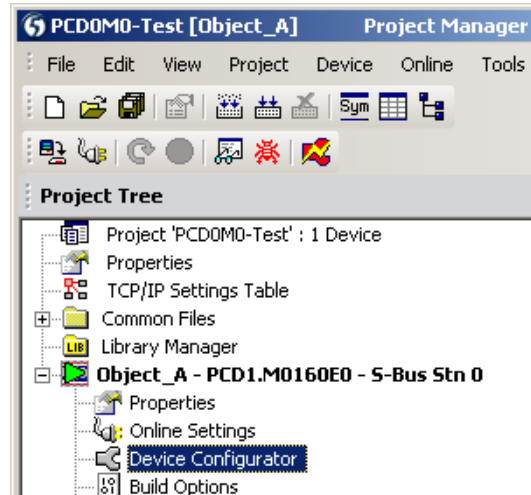 PCD0M0-Test [Object_A] Project Manager
File Edit View Project Device Online Tools
Sym
Project Tree
Project 'PCD0M0-Test' : 1 Device
Properties
TCP/IP Settings Table
Common Files
LIB Library Manager
Object_A - PCD1.M0160E0 - S-Bus Stn 0
Properties
Online Settings
Device Configurator
Build Options